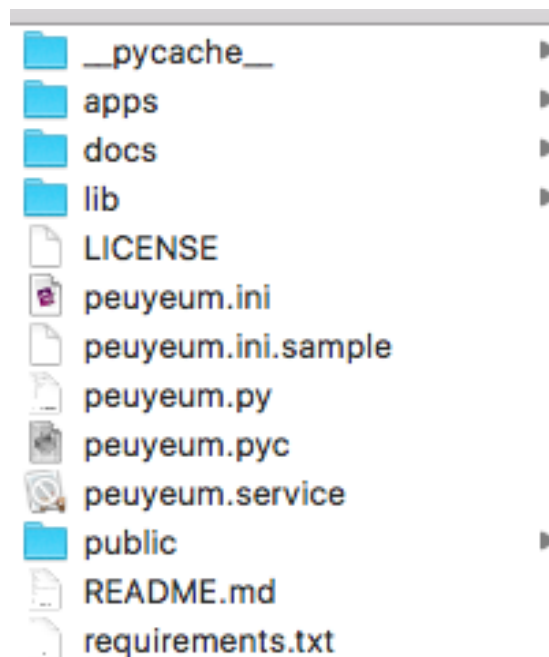 __pycache__
apps
docs
lib
LICENSE
peuyeum.ini
peuyeum.ini.sample
peuyeum.py
peuyeum.pyc
peuyeum.service
public
README.md
requirements.txt